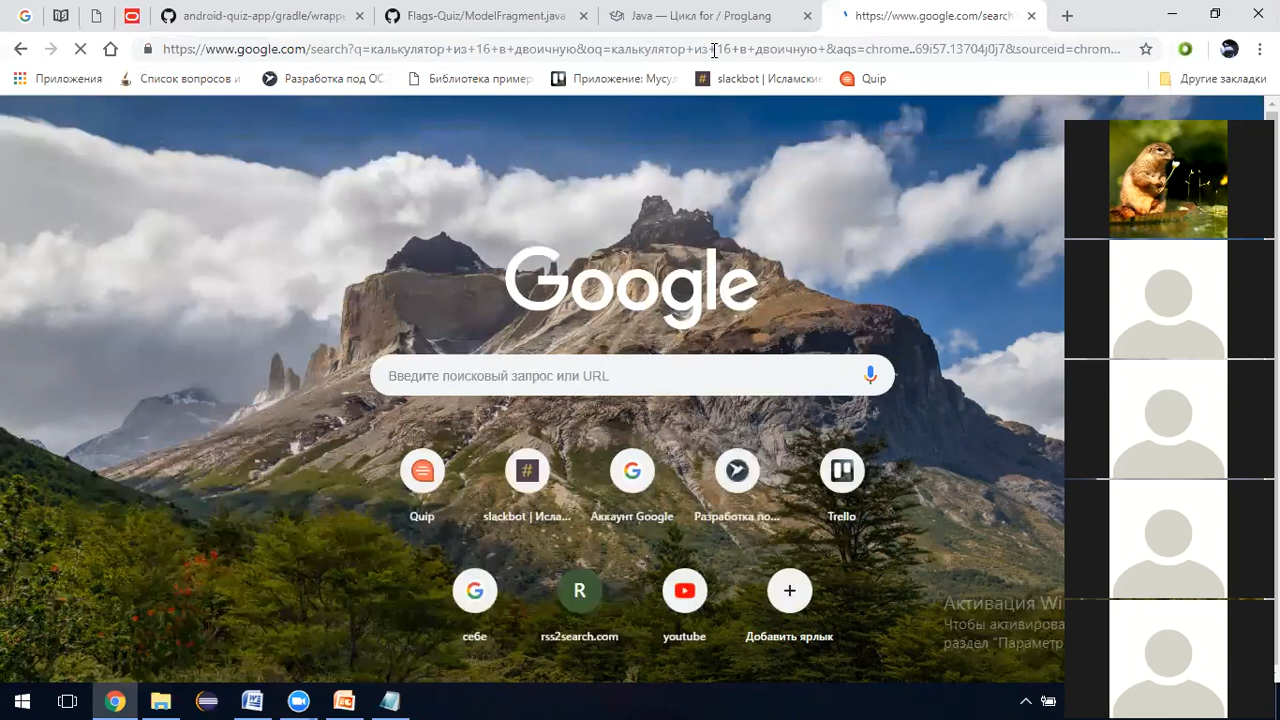 android-quiz-app/gradle/wrappe
Flags-Quiz/ModelFragment.java
Java — Цикл for / ProgLang
https://www.google.com/search?
https://www.google.com/search?q=калькулятор+из+16+в+двоичную&oq=калькулятор+из+16+в+двоичную+&aqs=chrome..69i57.13704j0j7&sourceid=chrom...
Приложения
Список вопросов и
Разработка под ОС
Библиотека пример
Приложение: Мусул
slackbot | Исламские
Quip
Другие закладки
Google
Введите поисковый запрос или URL
Quip
slackbot | Исла...
Аккаунт Google
Разработка по...
Trello
R
себе
rss2search.com
youtube
Добавить ярлык
Активация Wi
Чтобы активирова
раздел "Параметр